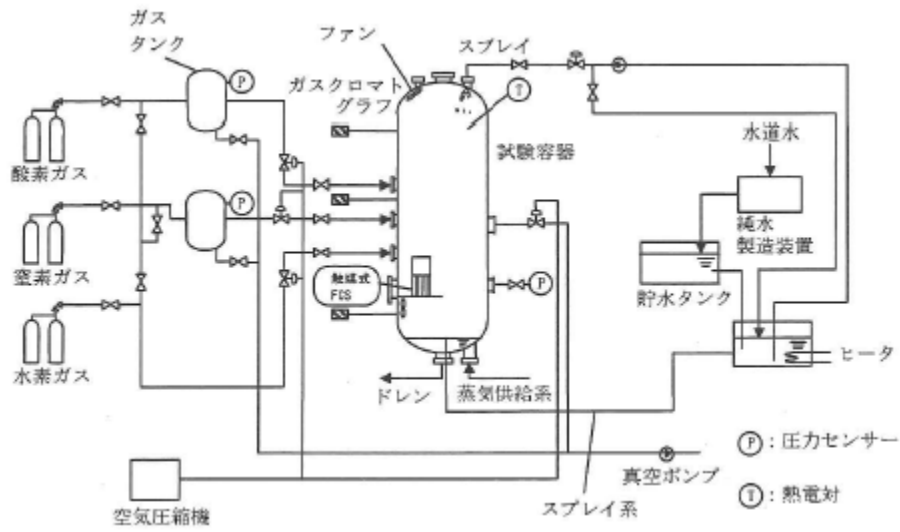 ガス
タンク
P
ファン
スプレイ
ガスクロマト
グラフ
T
水道水
酸素ガス
試験容器
P
純水
製造装置
窒素ガス
触媒式
FCS
P
貯水タンク
水素ガス
ヒータ
ドレン
蒸気供給系
P:圧力センサー
真空ポンプ
空気圧縮機
スプレイ系
T:熱電対